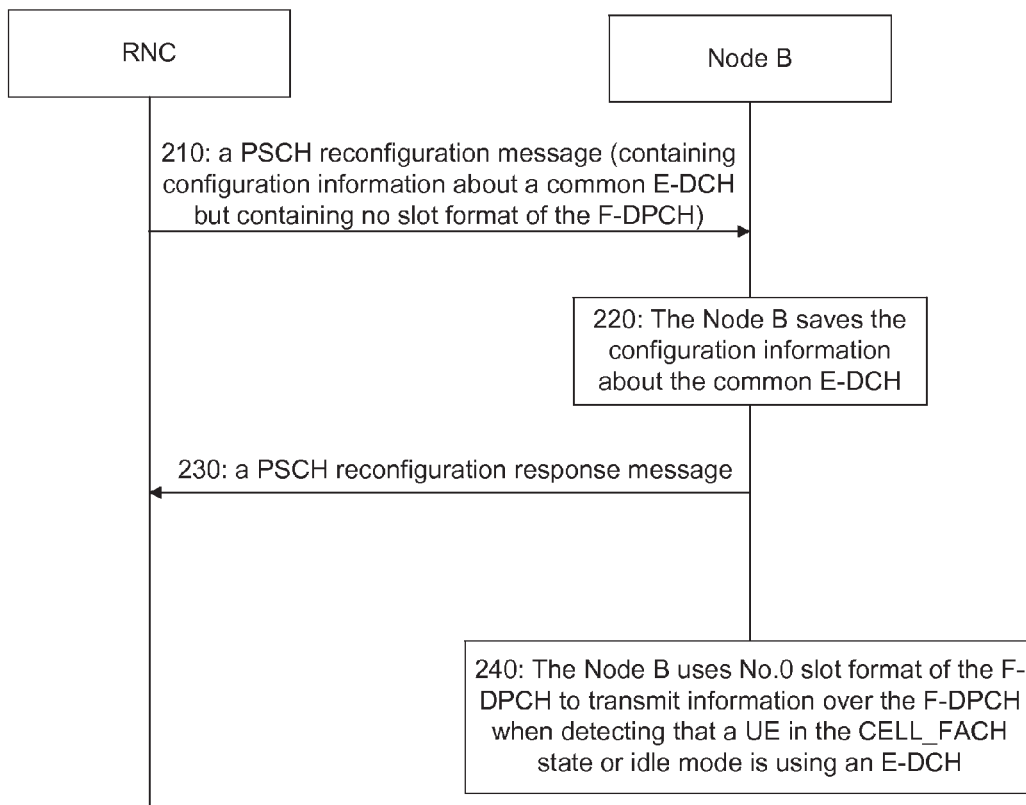 RNC
Node B
210: a PSCH reconfiguration message (containing
configuration information about a common E-DCH
but containing no slot format of the F-DPCH)
220: The Node B saves the
configuration information
about the common E-DCH
230: a PSCH reconfiguration response message
240: The Node B uses No.0 slot format of the F-
DPCH to transmit information over the F-DPCH
when detecting that a UE in the CELL_FACH
state or idle mode is using an E-DCH